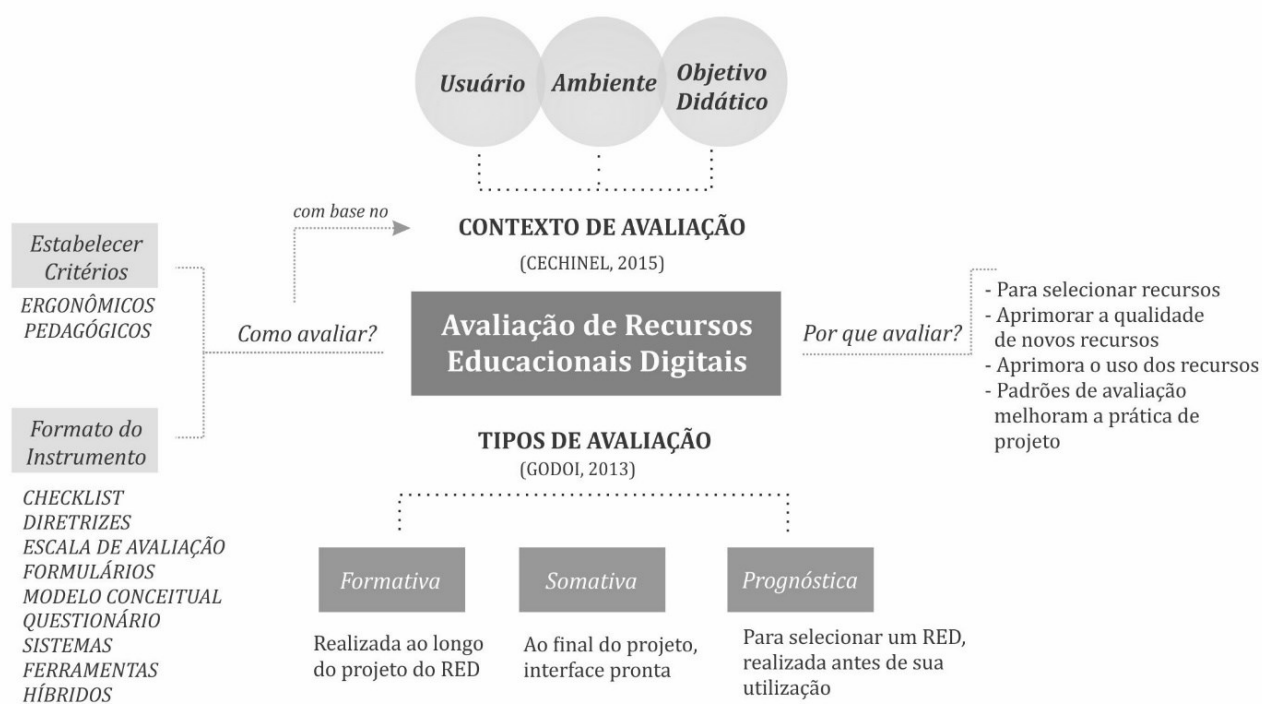 Usuário
Ambiente
Objetivo
Didático
com base no
CONTEXTO DE AVALIAÇÃO
(CECHINEL, 2015)
Estabelecer
Critérios
ERGONÔMICOS
PEDAGÓGICOS
Como avaliar?
Avaliação de Recursos
Educacionais Digitais
Por que avaliar?
- Para selecionar recursos
- Aprimorar a qualidade
de novos recursos
- Aprimora o uso dos recursos
- Padrões de avaliação
melhoram a prática de
projeto
Formato do
Instrumento
CHECKLIST
DIRETRIZES
ESCALA DE AVALIAÇÃO
FORMULÁRIOS
MODELO CONCEITUAL
QUESTIONÁRIO
SISTEMAS
FERRAMENTAS
HÍBRIDOS
TIPOS DE AVALIAÇÃO
(GODOI, 2013)
Formativa
Realizada ao longo
do projeto do RED
Somativa
Ao final do projeto,
interface pronta
Prognóstica
Para selecionar um RED,
realizada antes de sua
utilização